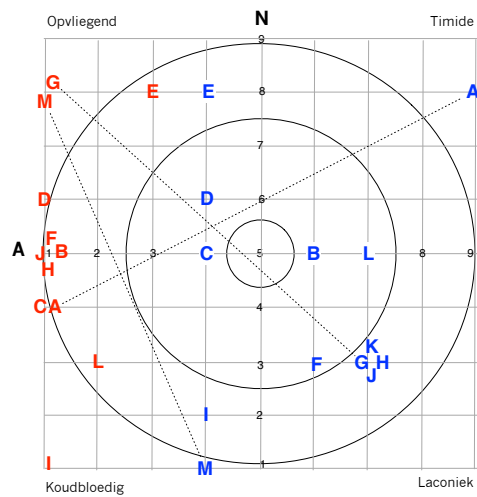 Opvliegend N Timide
9
G E E 8 A
M
7
D D 6
F
A J 1 B 2 3 C 5 B L 8 9
H
C A 4
K
L 3 F G H
J
I 2
I M 1
Koudbloedig Laconiek